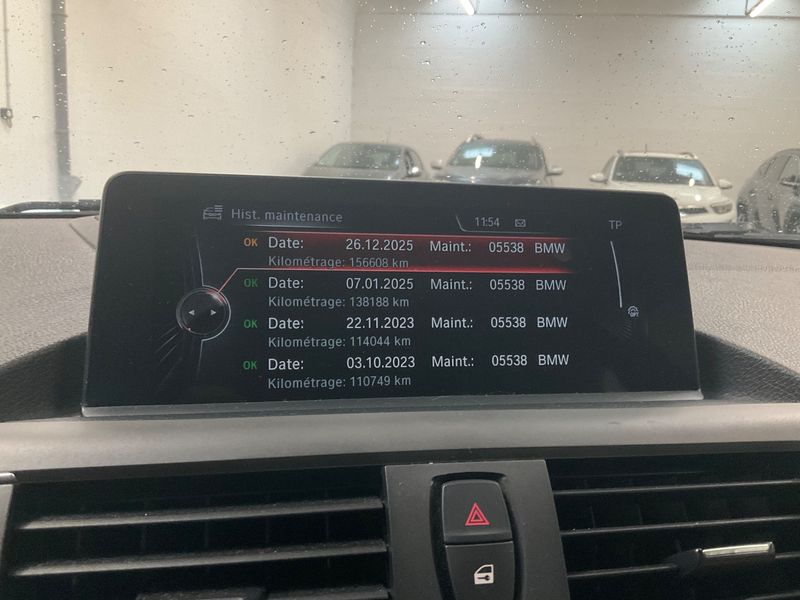 Hist. maintenance 11:54 TP
OK Date: 26.12.2025 Maint.: 05538 BMW
Kilométrage: 156608 km
OK Date: 07.01.2025 Maint.: 05538 BMW
Kilométrage: 138188 km
OK Date: 22.11.2023 Maint.: 05538 BMW
Kilométrage: 114044 km
OK Date: 03.10.2023 Maint.: 05538 BMW
Kilométrage: 110749 km
OFF